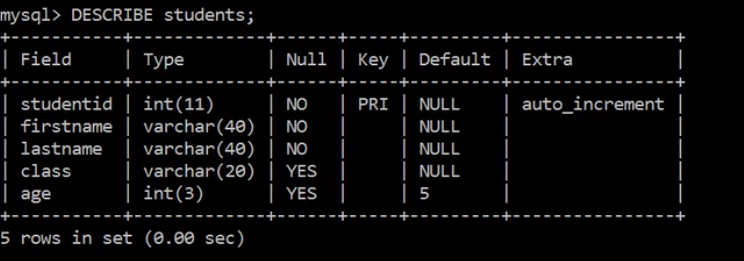 mysql> DESCRIBE students;
+-----------+-------------+------+-----+---------+----------------+
| Field     | Type        | Null | Key | Default | Extra          |
+-----------+-------------+------+-----+---------+----------------+
| studentid | int(11)     | NO   | PRI | NULL    | auto_increment |
| firstname | varchar(40) | NO   |     | NULL    |                |
| lastname  | varchar(40) | NO   |     | NULL    |                |
| class     | varchar(20) | YES  |     | NULL    |                |
| age       | int(3)      | YES  |     | 5       |                |
+-----------+-------------+------+-----+---------+----------------+
5 rows in set (0.00 sec)